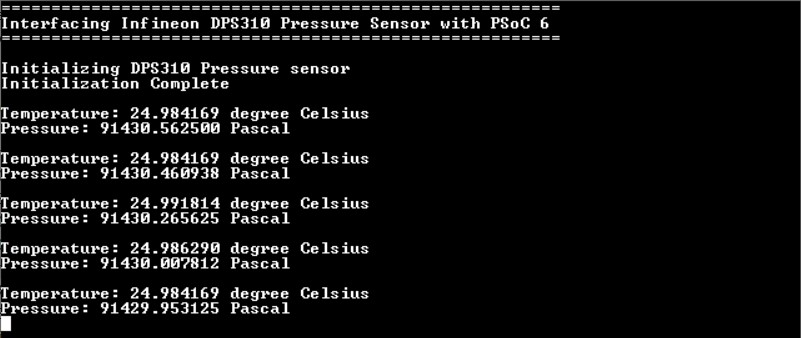 ========================================================
Interfacing Infineon DPS310 Pressure Sensor with PSoC 6
========================================================
Initializing DPS310 Pressure sensor
Initialization Complete
Temperature: 24.984169 degree Celsius
Pressure: 91430.562500 Pascal
Temperature: 24.984169 degree Celsius
Pressure: 91430.460938 Pascal
Temperature: 24.991814 degree Celsius
Pressure: 91430.265625 Pascal
Temperature: 24.986290 degree Celsius
Pressure: 91430.007812 Pascal
Temperature: 24.984169 degree Celsius
Pressure: 91429.953125 Pascal